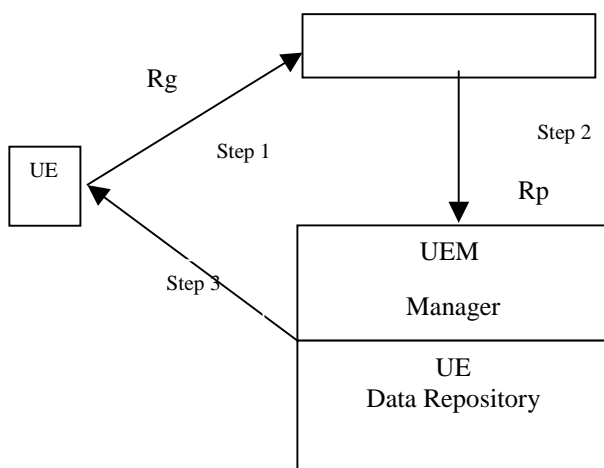 Rg
Step 1
Step 2
UE
Rp
UEM
Manager
Step 3
UE
Data Repository